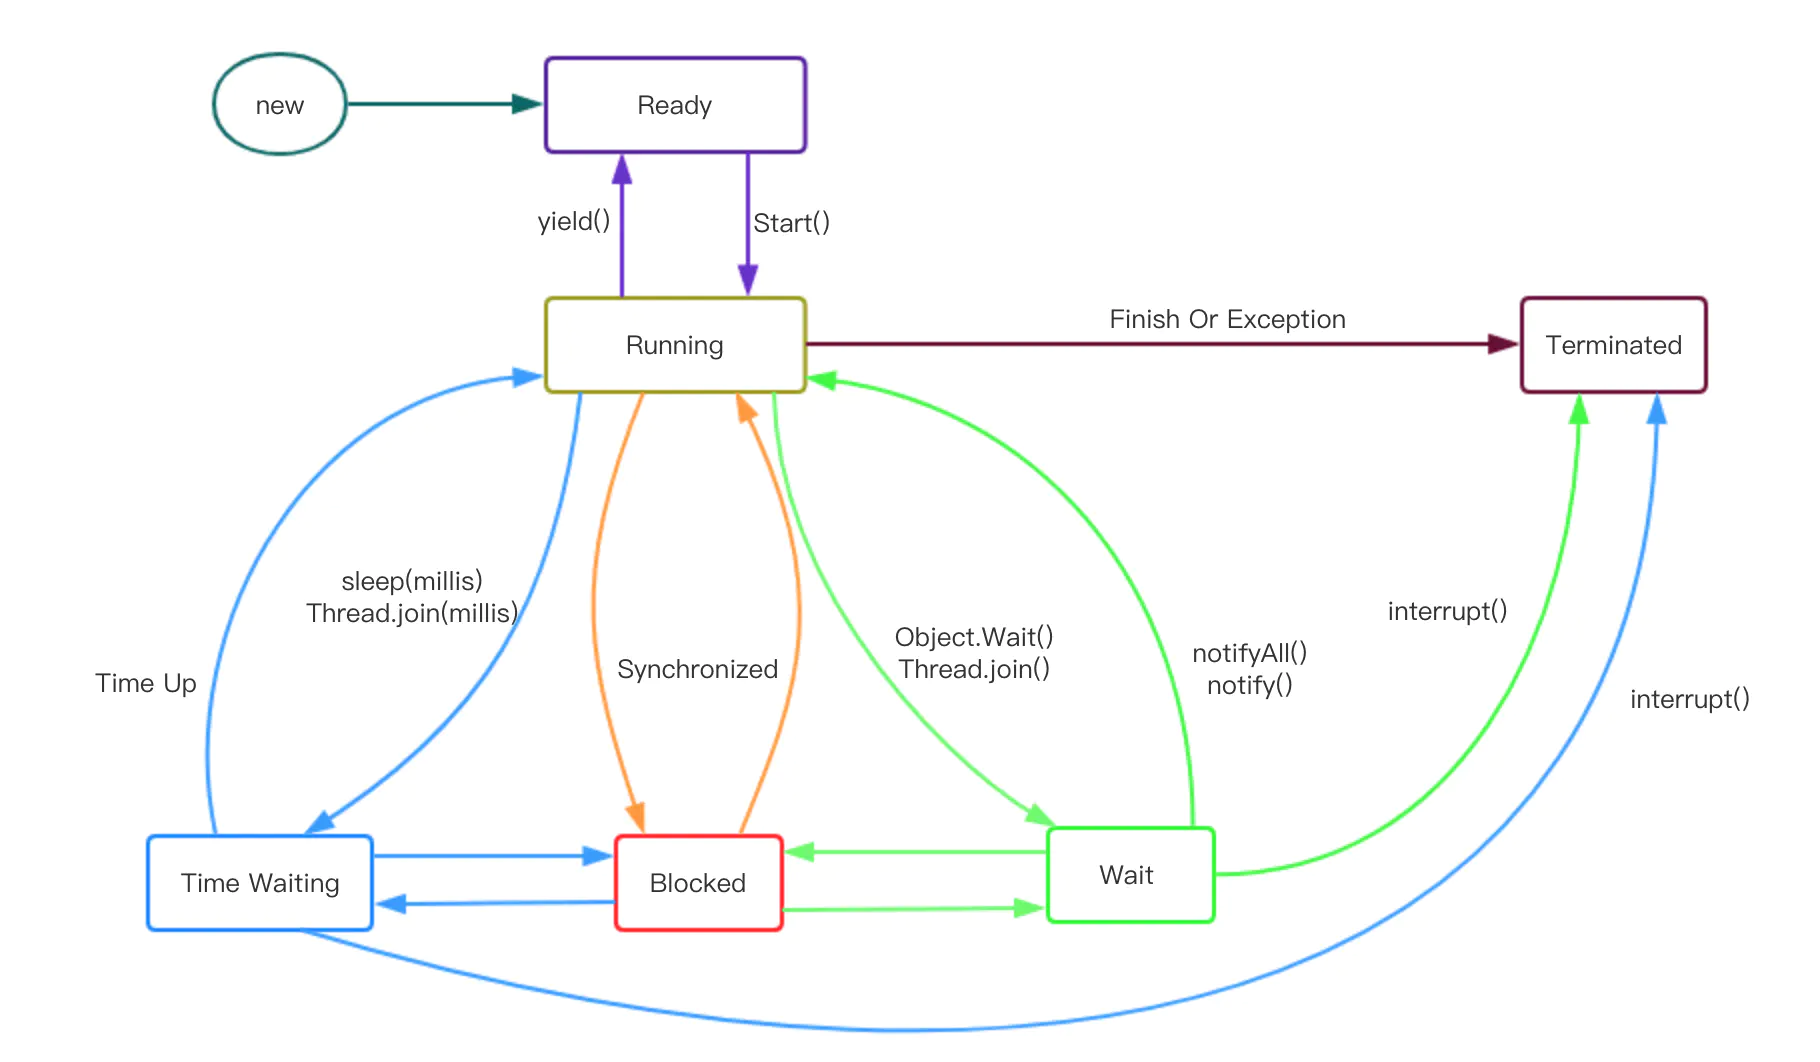 new
Ready
yield()
Start()
Running
Finish Or Exception
Terminated
sleep(millis)
Thread.join(millis)
Time Up
Synchronized
Object.Wait()
Thread.join()
notifyAll()
notify()
interrupt()
interrupt()
Time Waiting
Blocked
Wait